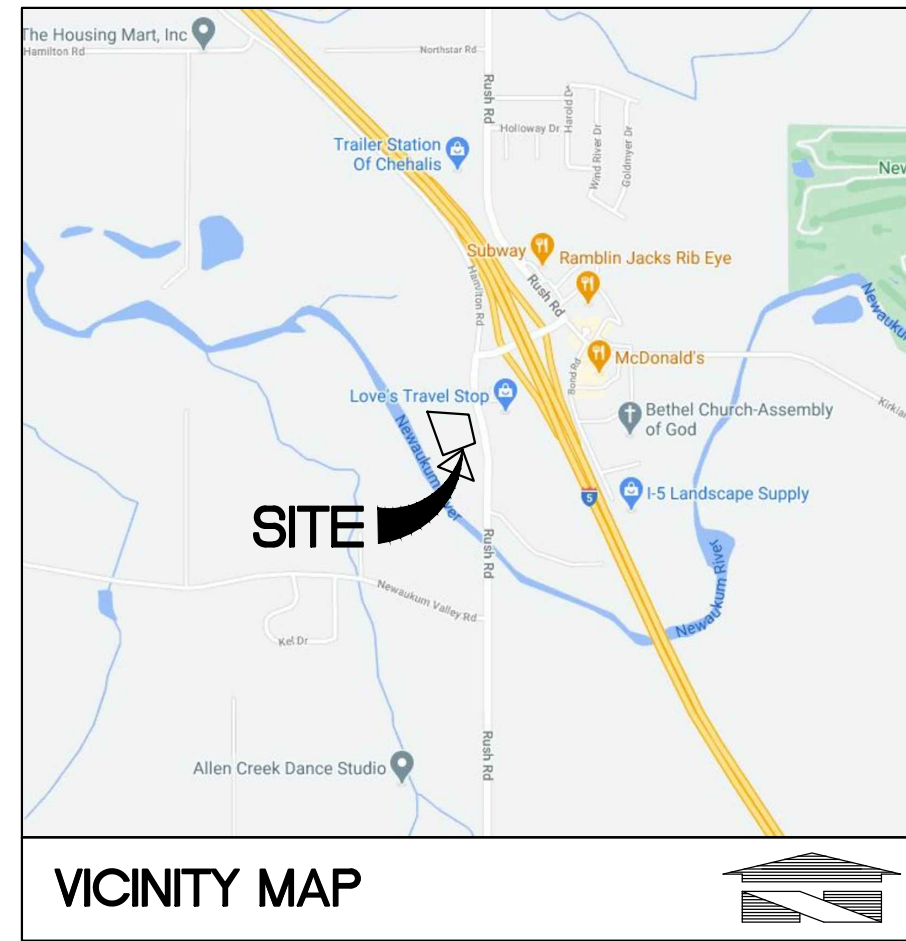 The Housing Mart, Inc
Hamilton Rd
Northstar Rd
Rush Rd
Harold Dr
Holloway Dr
Wind River Dr
Goldmyer Dr
Trailer Station
Of Chehalis
New
Subway
Ramblin Jacks Rib Eye
Hamilton Rd
Rush Rd
Newauku
McDonald's
Bond Rd
Love's Travel Stop
Kirklan
Bethel Church-Assembly
of God
Newaukum River
5
I-5 Landscape Supply
SITE
Rush Rd
Newaukum River
Newaukum Valley Rd
Kel Dr
Rush Rd
Allen Creek Dance Studio
VICINITY MAP